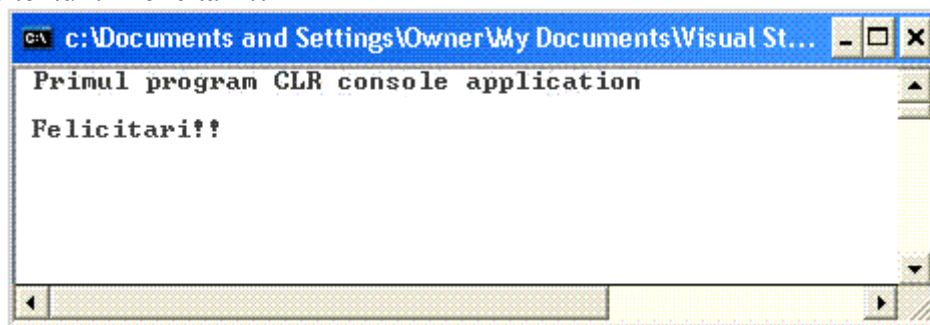 c:\Documents and Settings\Owner\My Documents\Visual St...
Primul program CLR console application
Felicitari!!